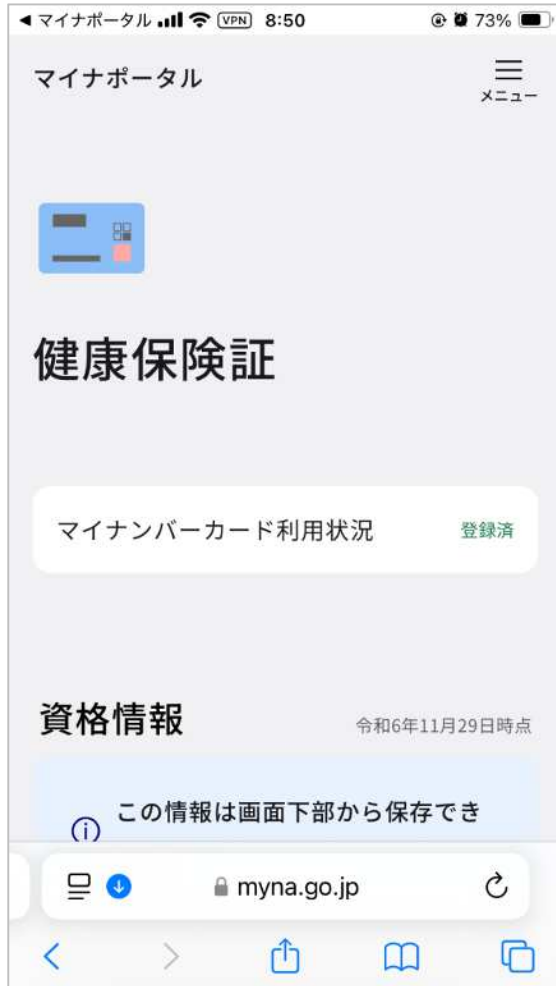 ◀マイナポータル VPN 8:50 73%
マイナポータル
メニュー
健康保険証
マイナンバーカード利用状況 登録済
資格情報 令和6年11月29日時点
この情報は画面下部から保存でき
myna.go.jp